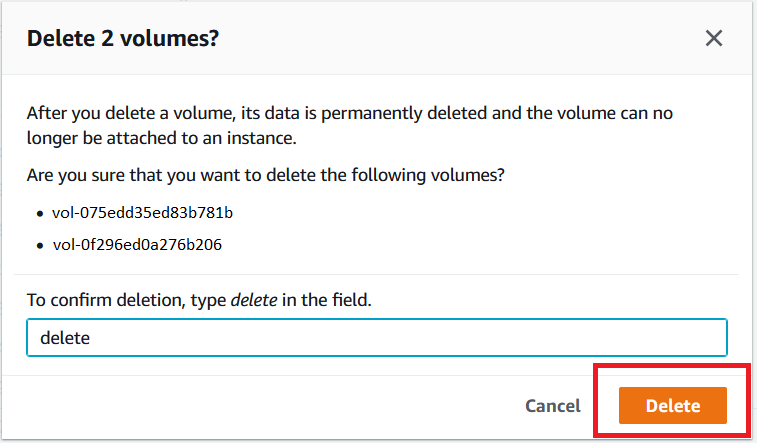 Delete 2 volumes?
After you delete a volume, its data is permanently deleted and the volume can no
longer be attached to an instance.
Are you sure that you want to delete the following volumes?
vol-075edd35ed83b781b
vol-0f296ed0a276b206
To confirm deletion, type delete in the field.
delete
Cancel
Delete